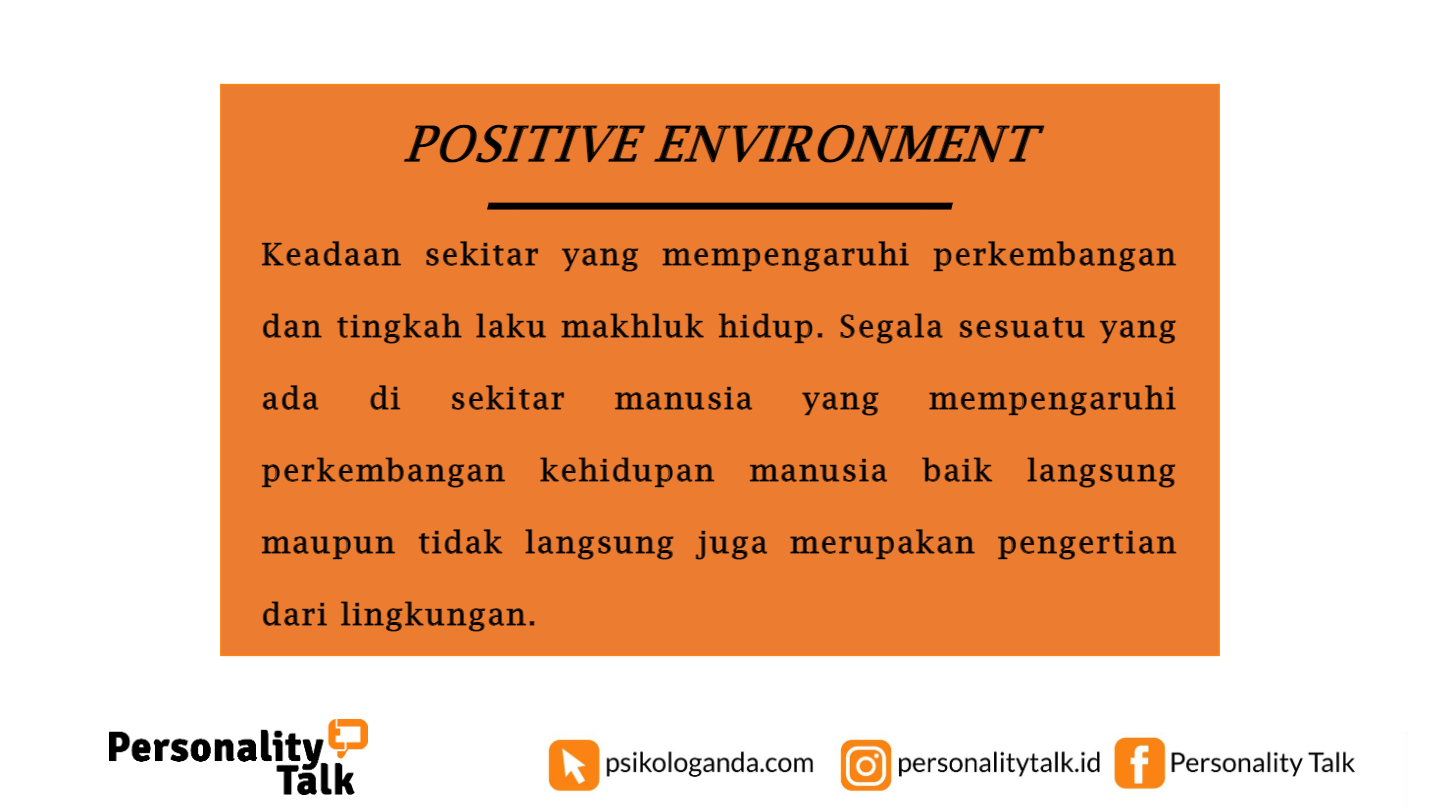 POSITIVE ENVIRONMENT
Keadaan sekitar yang mempengaruhi perkembangan
dan tingkah laku makhluk hidup. Segala sesuatu yang
ada di sekitar manusia yang mempengaruhi
perkembangan kehidupan manusia baik langsung
maupun tidak langsung juga merupakan pengertian
dari lingkungan.
Personality
Talk
psikologanda.com
personalitytalk.id
Personality Talk